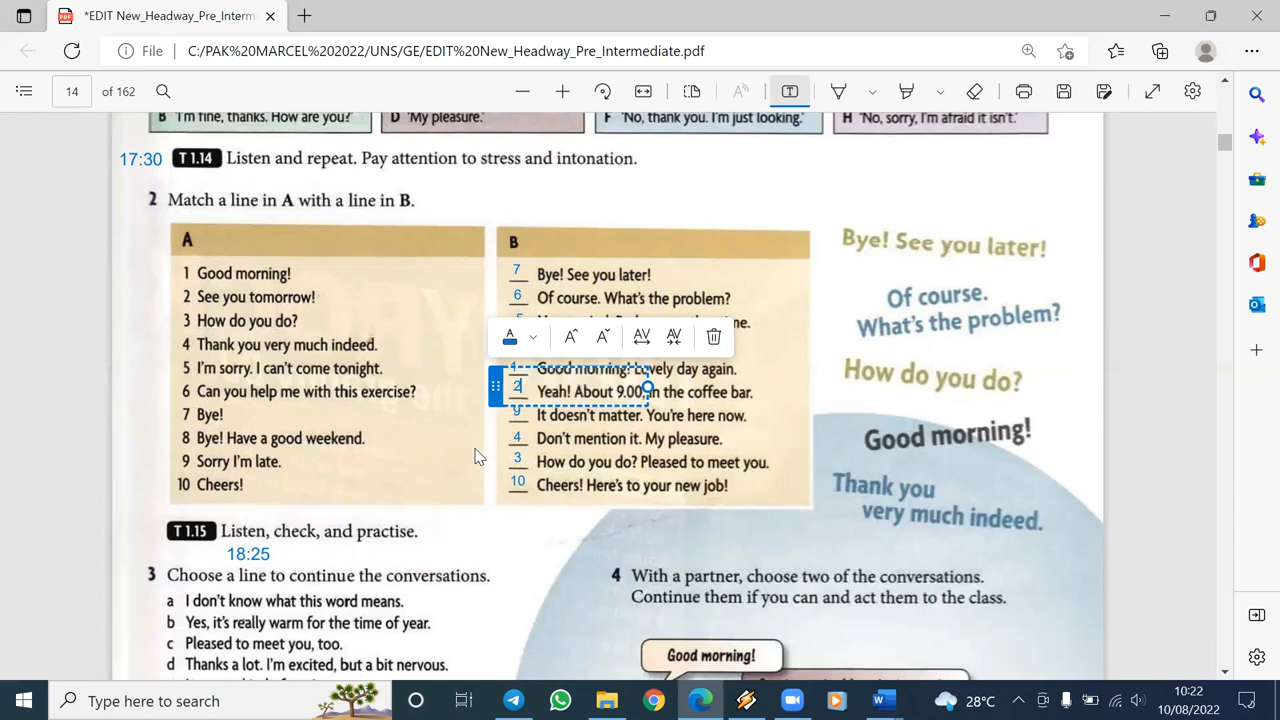 *EDIT New_Headway_Pre_Interm
File C:/PAK%20MARCEL%202022/UNS/GE/EDIT%20New_Headway_Pre_Intermediate.pdf
14 of 162
B "I'm fine, thanks. How are you?"
D "My pleasure."
F "No, thank you. I'm just looking."
H "No, sorry, I'm afraid it isn't."
17:30 T 1.14 Listen and repeat. Pay attention to stress and intonation.
2 Match a line in A with a line in B.
A
1 Good morning!
2 See you tomorrow!
3 How do you do?
4 Thank you very much indeed.
5 I'm sorry. I can't come tonight.
6 Can you help me with this exercise?
7 Bye!
8 Bye! Have a good weekend.
9 Sorry I'm late.
10 Cheers!
B
7 Bye! See you later!
6 Of course. What's the problem?
me.
1 Good morning! Lovely day again.
2 Yeah! About 9.00, in the coffee bar.
9 It doesn't matter. You're here now.
4 Don't mention it. My pleasure.
3 How do you do? Pleased to meet you.
10 Cheers! Here's to your new job!
Bye! See you later!
Of course.
What's the problem?
How do you do?
Good morning!
Thank you
very much indeed.
T 1.15 Listen, check, and practise.
18:25
3 Choose a line to continue the conversations.
a I don't know what this word means.
b Yes, it's really warm for the time of year.
c Pleased to meet you, too.
d Thanks a lot. I'm excited, but a bit nervous.
4 With a partner, choose two of the conversations.
Continue them if you can and act them to the class.
Good morning!
Type here to search
28°C
10:22
10/08/2022